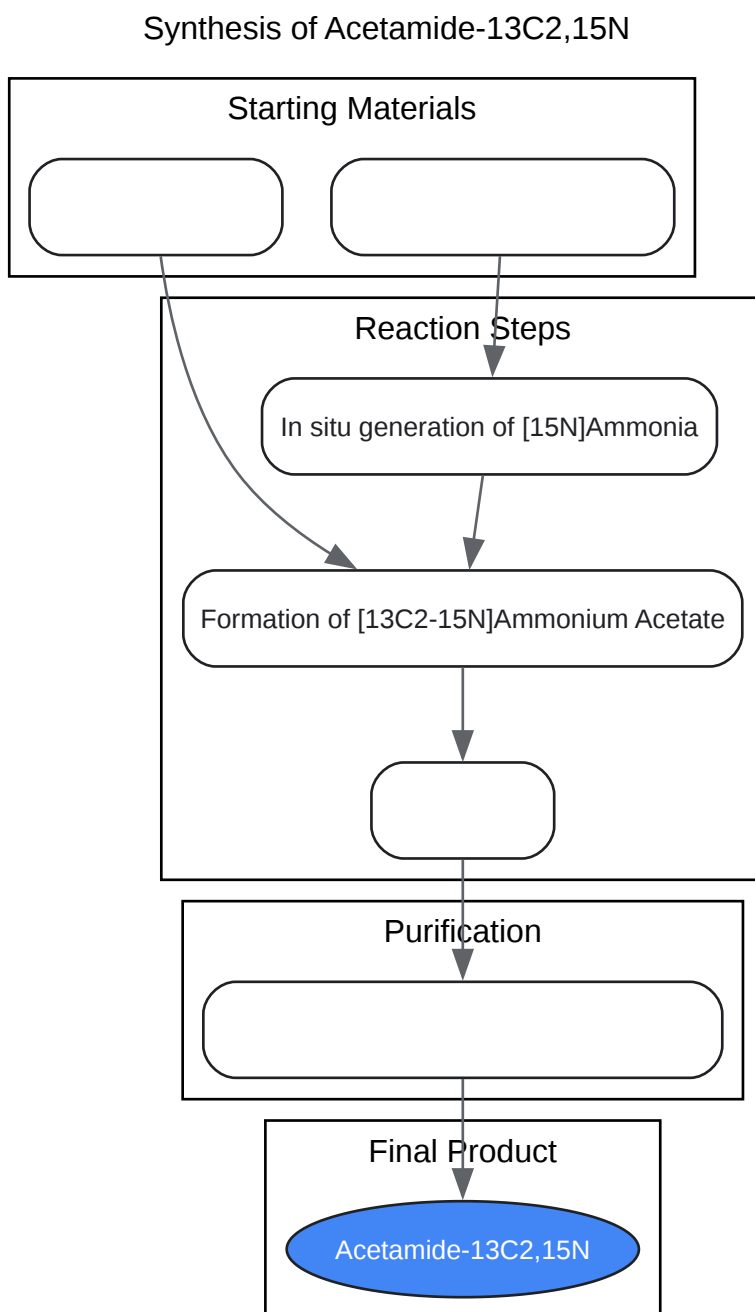 Synthesis of Acetamide-13C2,15N
Starting Materials
Reaction Steps
In situ generation of [15N]Ammonia
Formation of [13C2-15N]Ammonium Acetate
Purification
Final Product
Acetamide-13C2,15N